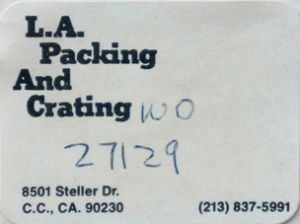 L.A.
Packing
And
Crating WO
27129
8501 Steller Dr.
C.C., CA. 90230 (213) 837-5991